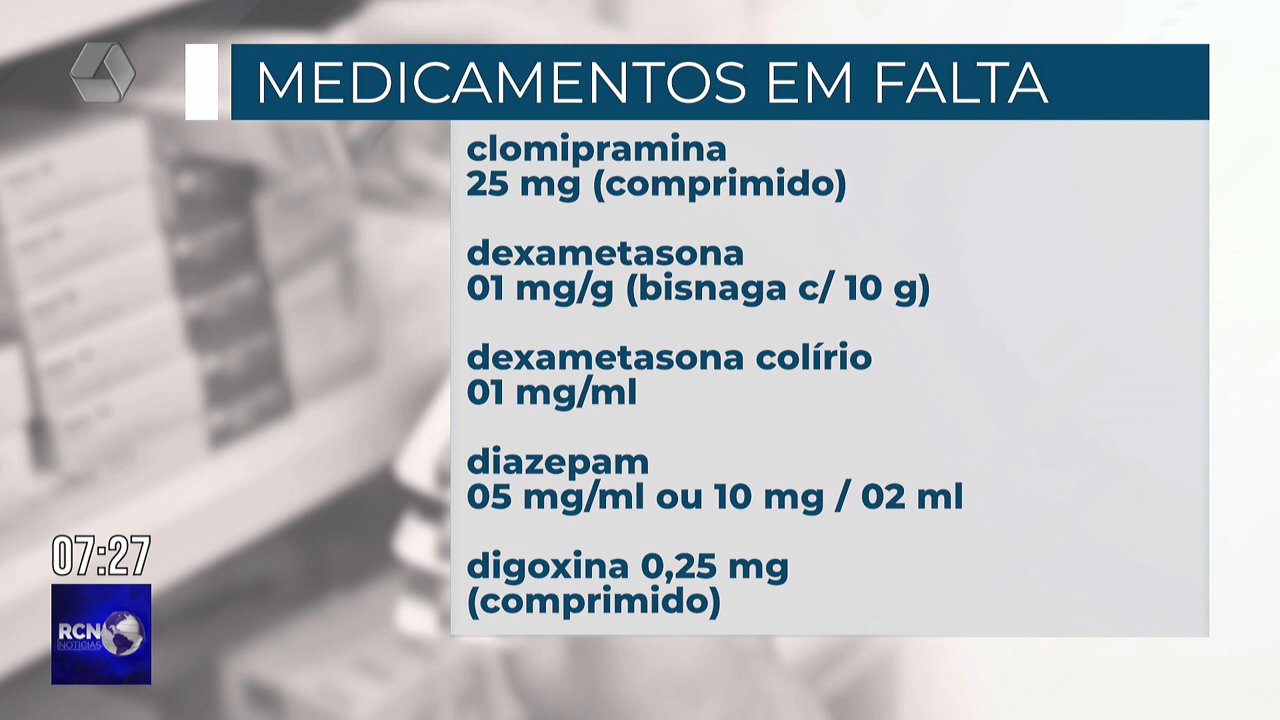 MEDICAMENTOS EM FALTA
clomipramina
25 mg (comprimido)
dexametasona
01 mg/g (bisnaga c/ 10 g)
dexametasona colírio
01 mg/ml
diazepam
05 mg/ml ou 10 mg / 02 ml
digoxina 0,25 mg
(comprimido)
07:27
RCN
NOTÍCIAS